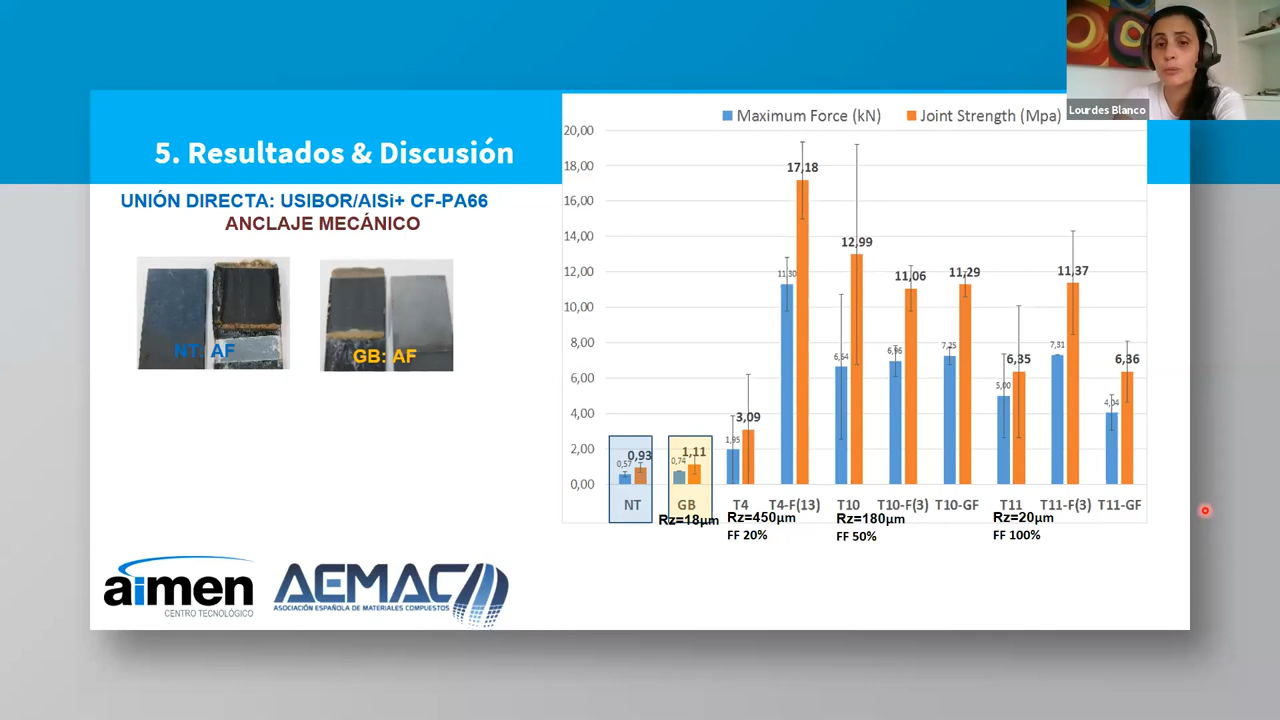 Lourdes Blanco
5. Resultados & Discusión
UNIÓN DIRECTA: USIBOR/AlSi+ CF-PA66
ANCLAJE MECÁNICO
NT: AF
GB: AF
Maximum Force (kN)
Joint Strength (Mpa)
20,00
18,00
16,00
14,00
12,00
10,00
8,00
6,00
4,00
2,00
0,00
0,57
0,93
0,74
1,11
1,95
3,09
11,30
17,18
6,64
12,99
6,96
11,06
7,25
11,29
5,00
6,35
7,31
11,37
4,04
6,36
NT GB T4 T4-F(13) T10 T10-F(3) T10-GF T11 T11-F(3) T11-GF
Rz=18µm Rz=450µm Rz=180µm Rz=20µm
FF 20% FF 50% FF 100%
aimen
CENTRO TECNOLÓGICO
AEMAC
ASOCIACIÓN ESPAÑOLA DE MATERIALES COMPUESTOS